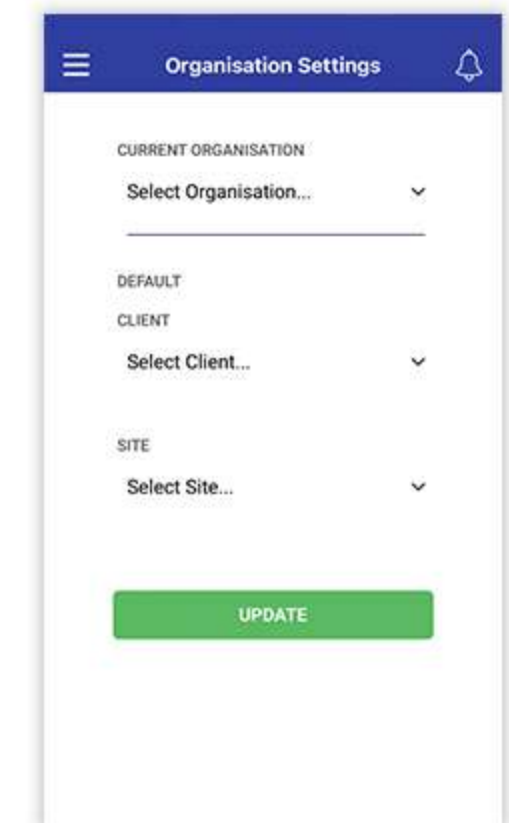 Organisation Settings
CURRENT ORGANISATION
Select Organisation...
DEFAULT
CLIENT
Select Client...
SITE
Select Site...
UPDATE